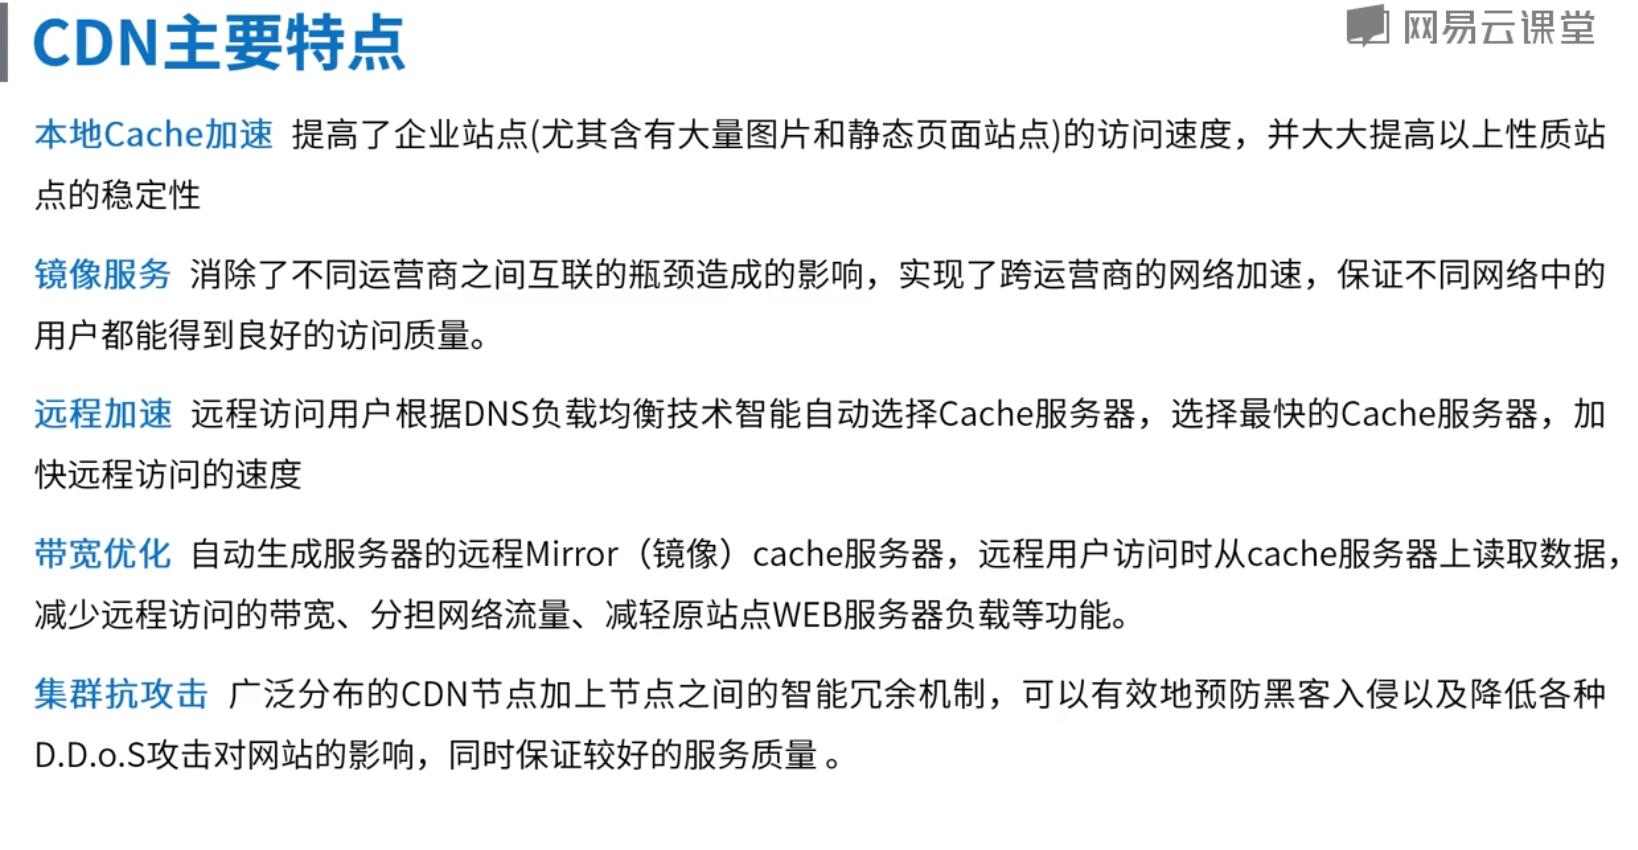 CDN主要特点
网易云课堂
本地Cache加速 提高了企业站点(尤其含有大量图片和静态页面站点)的访问速度，并大大提高以上性质站
点的稳定性
镜像服务 消除了不同运营商之间互联的瓶颈造成的影响，实现了跨运营商的网络加速，保证不同网络中的
用户都能得到良好的访问质量。
远程加速 远程访问用户根据DNS负载均衡技术智能自动选择Cache服务器，选择最快的Cache服务器，加
快远程访问的速度
带宽优化 自动生成服务器的远程Mirror（镜像）cache服务器，远程用户访问时从cache服务器上读取数据，
减少远程访问的带宽、分担网络流量、减轻原站点WEB服务器负载等功能。
集群抗攻击 广泛分布的CDN节点加上节点之间的智能冗余机制，可以有效地预防黑客入侵以及降低各种
D.D.o.S攻击对网站的影响，同时保证较好的服务质量 。